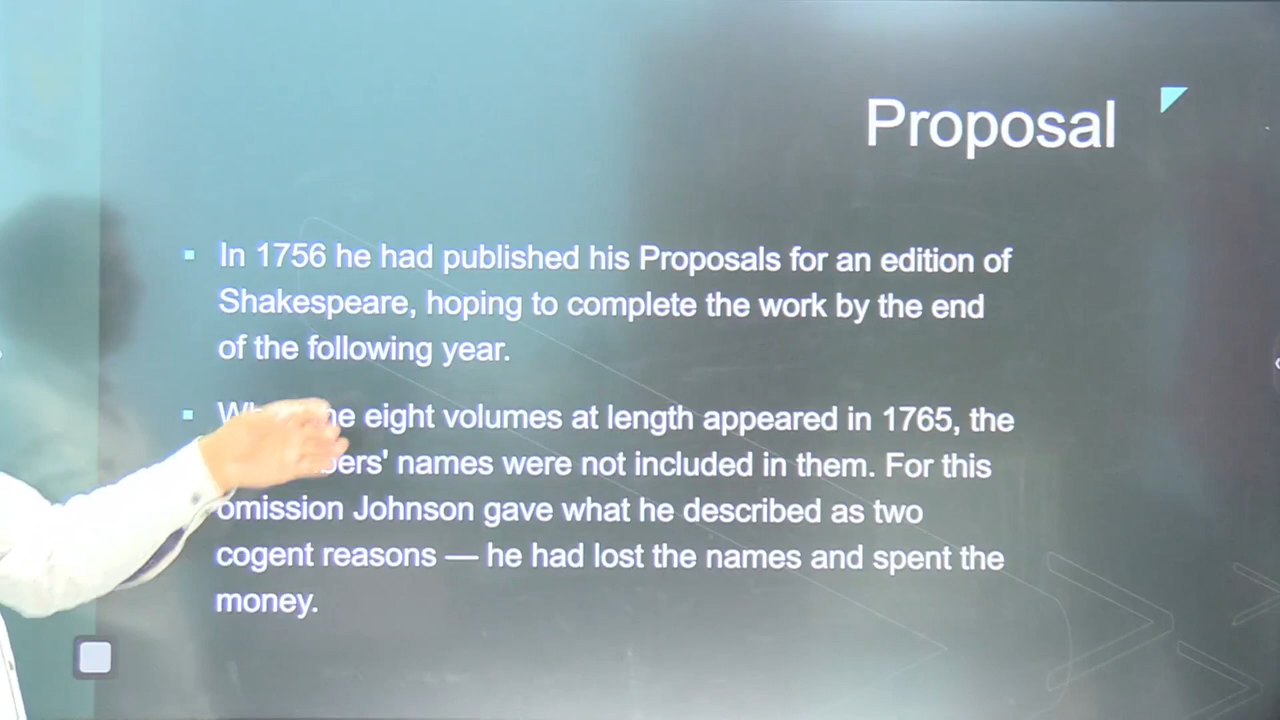 Proposal
In 1756 he had published his Proposals for an edition of
Shakespeare, hoping to complete the work by the end
of the following year.
eight volumes at length appeared in 1765, the
names were not included in them. For this
omission Johnson gave what he described as two
cogent reasons — he had lost the names and spent the
money.